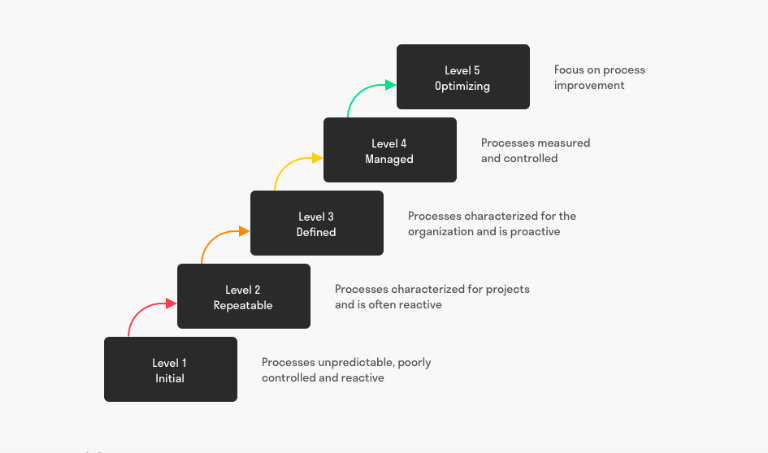 Level 5
Optimizing
Focus on process
improvement
Level 4
Managed
Processes measured
and controlled
Level 3
Defined
Processes characterized for the
organization and is proactive
Level 2
Repeatable
Processes characterized for projects
and is often reactive
Level 1
Initial
Processes unpredictable, poorly
controlled and reactive